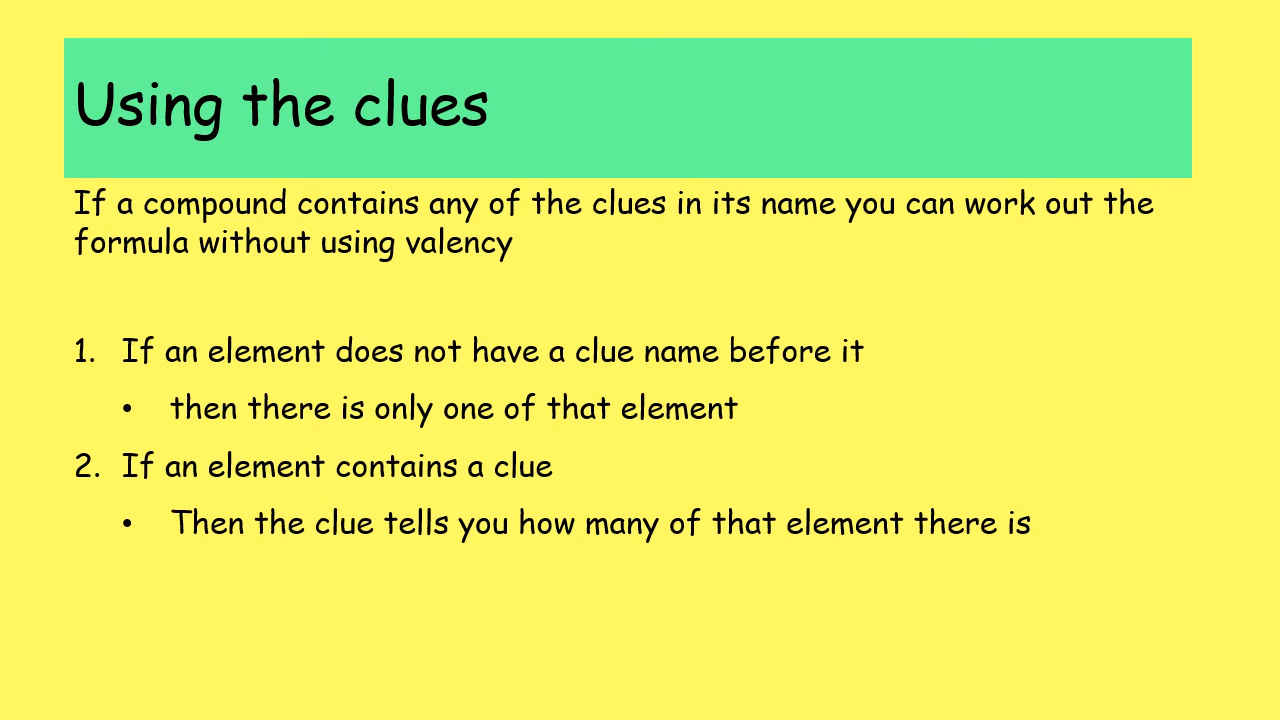 Using the clues
If a compound contains any of the clues in its name you can work out the
formula without using valency
1. If an element does not have a clue name before it
• then there is only one of that element
2. If an element contains a clue
• Then the clue tells you how many of that element there is